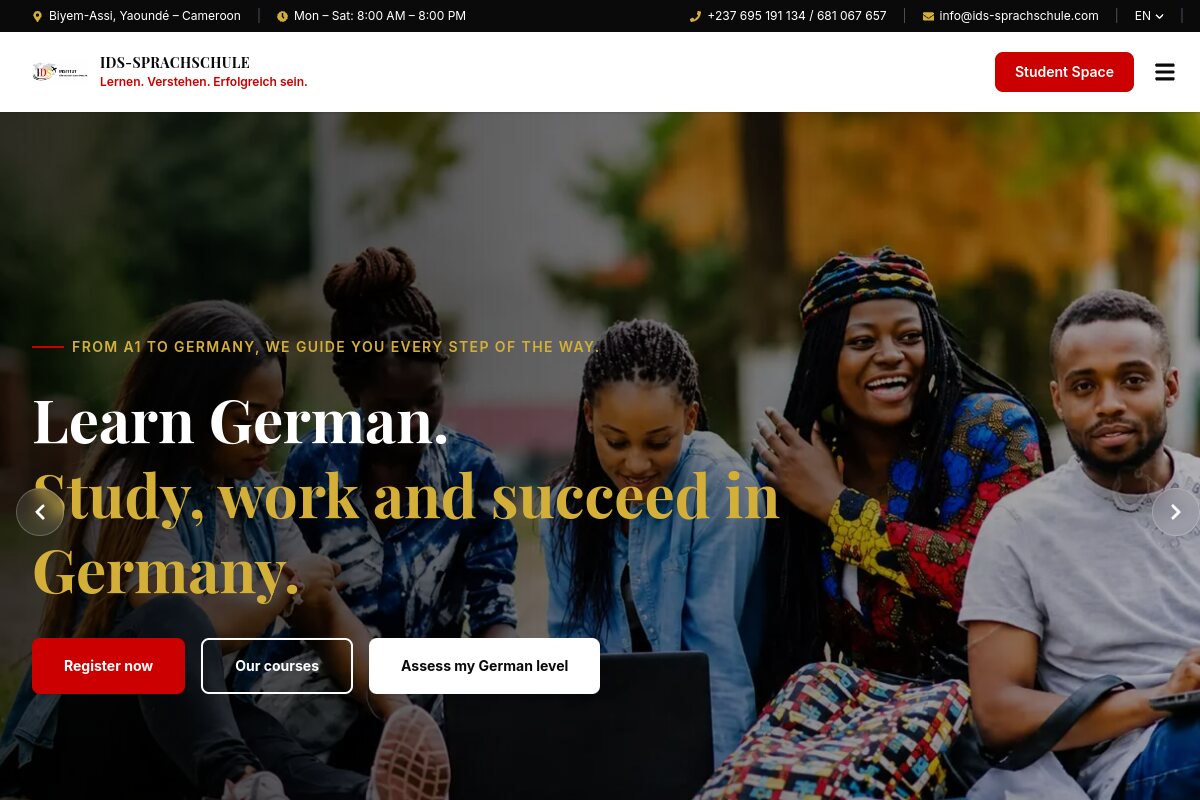 Biyem-Assi, Yaoundé – Cameroon
Mon – Sat: 8:00 AM – 8:00 PM
+237 695 191 134 / 681 067 657
info@ids-sprachschule.com
EN
IDS
IDS-SPRACHSCHULE
Lernen. Verstehen. Erfolgreich sein.
Student Space
FROM A1 TO GERMANY, WE GUIDE YOU EVERY STEP OF THE WAY.
Learn German.
Study, work and succeed in
Germany.
Register now
Our courses
Assess my German level